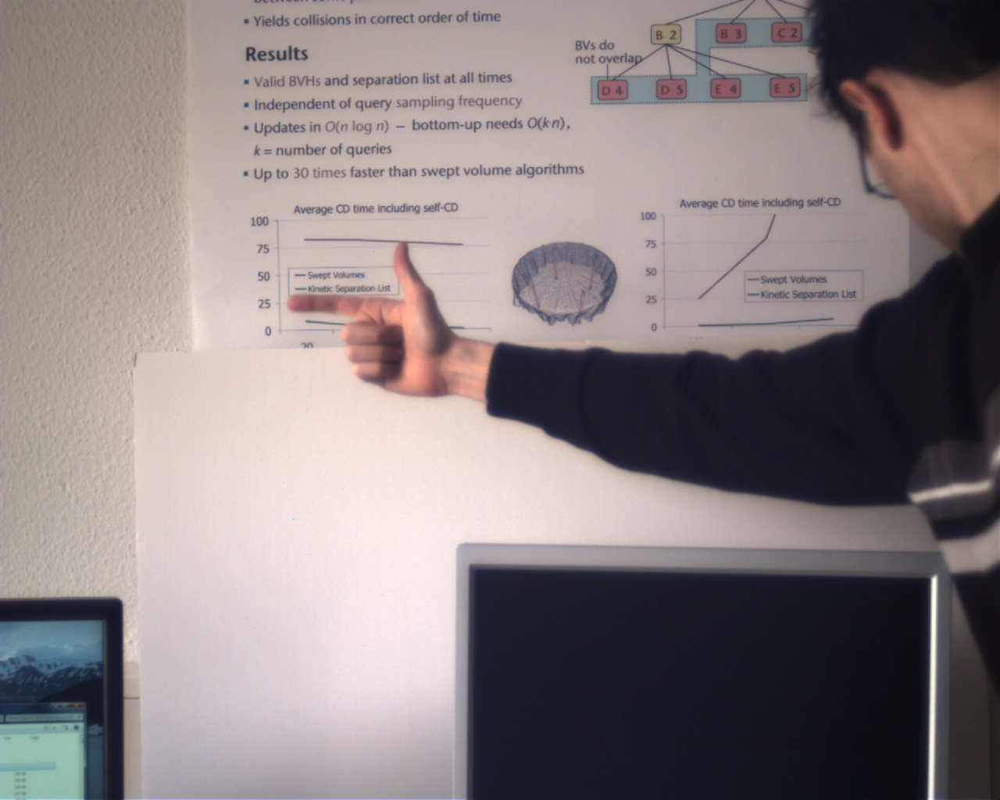 Yields collisions in correct order of time
Results
Valid BVHs and separation list at all times
Independent of query sampling frequency
Updates in O(n log n) – bottom-up needs O(kn),
k = number of queries
Up to 30 times faster than swept volume algorithms
B 2
B 3
C 2
BVs do
not overlap
D 4
D 5
E 4
E 5
Average CD time including self-CD
100
75
50
25
0
Swept Volumes
Kinetic Separation List
20
Average CD time including self-CD
100
75
50
25
0
Swept Volumes
Kinetic Separation List